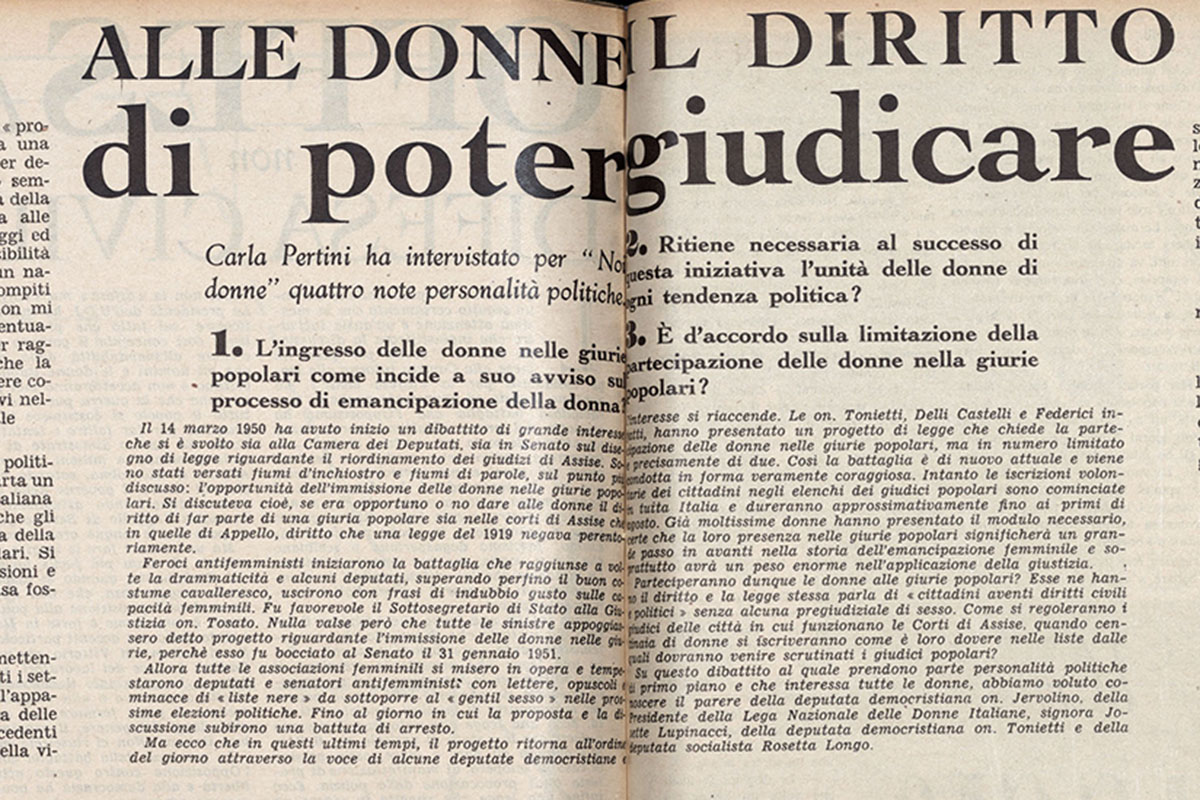 ALLE DONNE IL DIRITTO
di poter giudicare
Carla Pertini ha intervistato per "Noi
donne" quattro note personalità politiche.
1. L'ingresso delle donne nelle giurie
popolari come incide a suo avviso sul
processo di emancipazione della donna?
2. Ritiene necessaria al successo di
questa iniziativa l'unità delle donne di
ogni tendenza politica?
3. È d'accordo sulla limitazione della
partecipazione delle donne nella giurie
popolari?
Il 14 marzo 1950 ha avuto inizio un dibattito di grande interesse
che si è svolto sia alla Camera dei Deputati, sia in Senato sul dise-
gno di legge riguardante il riordinamento dei giudizi di Assise. So-
no stati versati fiumi d'inchiostro e fiumi di parole, sul punto più
discusso: l'opportunità dell'immissione delle donne nelle giurie popo-
lari. Si discuteva cioè, se era opportuno o no dare alle donne il di-
ritto di far parte di una giuria popolare sia nelle corti di Assise che
in quelle di Appello, diritto che una legge del 1919 negava perento-
riamente.
Feroci antifemministi iniziarono la battaglia che raggiunse a vol-
te la drammaticità e alcuni deputati, superando perfino il buon co-
stume cavalleresco, uscirono con frasi di indubbio gusto sulle ca-
pacità femminili. Fu favorevole il Sottosegretario di Stato alla Giu-
stizia on. Tosato. Nulla valse però che tutte le sinistre appoggias-
sero detto progetto riguardante l'immissione delle donne nelle giu-
rie, perchè esso fu bocciato al Senato il 31 gennaio 1951.
Allora tutte le associazioni femminili si misero in opera e tempe-
starono deputati e senatori antifemministi con lettere, opuscoli e
minacce di « liste nere » da sottoporre al « gentil sesso » nelle pros-
sime elezioni politiche. Fino al giorno in cui la proposta e la di-
scussione subirono una battuta di arresto.
Ma ecco che in questi ultimi tempi, il progetto ritorna all'ordine
del giorno attraverso la voce di alcune deputate democristiane e
l'interesse si riaccende. Le on. Tonietti, Delli Castelli e Federici in-
fatti, hanno presentato un progetto di legge che chiede la parte-
cipazione delle donne nelle giurie popolari, ma in numero limitato
e precisamente di due. Così la battaglia è di nuovo attuale e viene
condotta in forma veramente coraggiosa. Intanto le iscrizioni volon-
tarie dei cittadini negli elenchi dei giudici popolari sono cominciate
in tutta Italia e dureranno approssimativamente fino ai primi di
agosto. Già moltissime donne hanno presentato il modulo necessario,
certe che la loro presenza nelle giurie popolari significherà un gran-
de passo in avanti nella storia dell'emancipazione femminile e so-
prattutto avrà un peso enorme nell'applicazione della giustizia.
Parteciperanno dunque le donne alle giurie popolari? Esse ne han-
no il diritto e la legge stessa parla di « cittadini aventi diritti civili
e politici » senza alcuna pregiudiziale di sesso. Come si regoleranno i
giudici delle città in cui funzionano le Corti di Assise, quando cen-
tinaia di donne si iscriveranno come è loro dovere nelle liste dalle
quali dovranno venire scrutinati i giudici popolari?
Su questo dibattito al quale prendono parte personalità politiche
di primo piano e che interessa tutte le donne, abbiamo voluto co-
noscere il parere della deputata democristiana on. Jervolino, della
Presidente della Lega Nazionale delle Donne Italiane, signora Jo-
sette Lupinacci, della deputata democristiana on. Tonietti e della
deputata socialista Rosetta Longo.